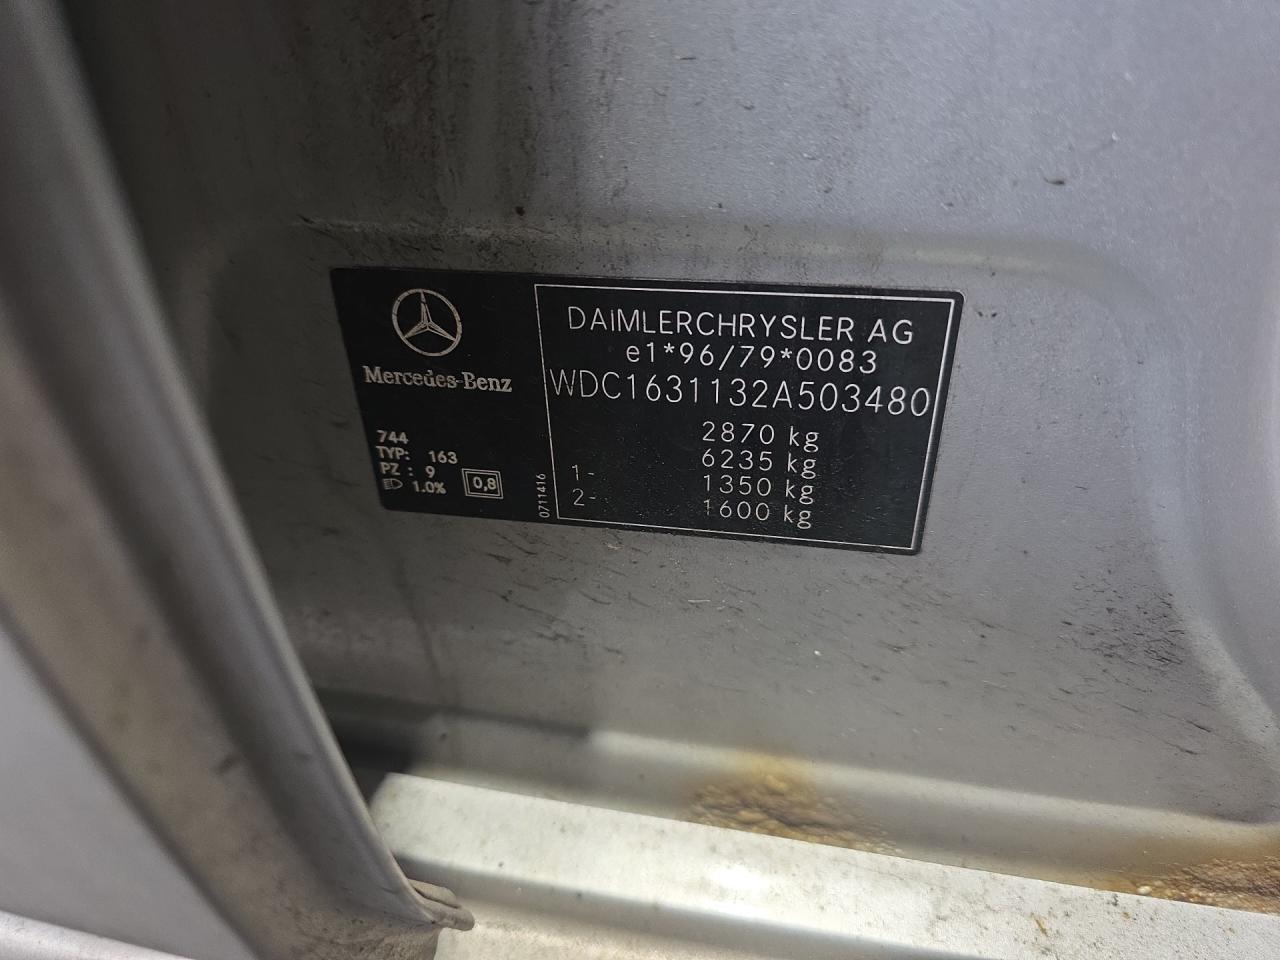 Mercedes-Benz
744
TYP: 163
PZ : 9
1.0% 0,8
0711416
DAiMLERCHRYSLER AG
e1*96/79*0083
WDC1631132A503480
2870 kg
6235 kg
1- 1350 kg
2- 1600 kg